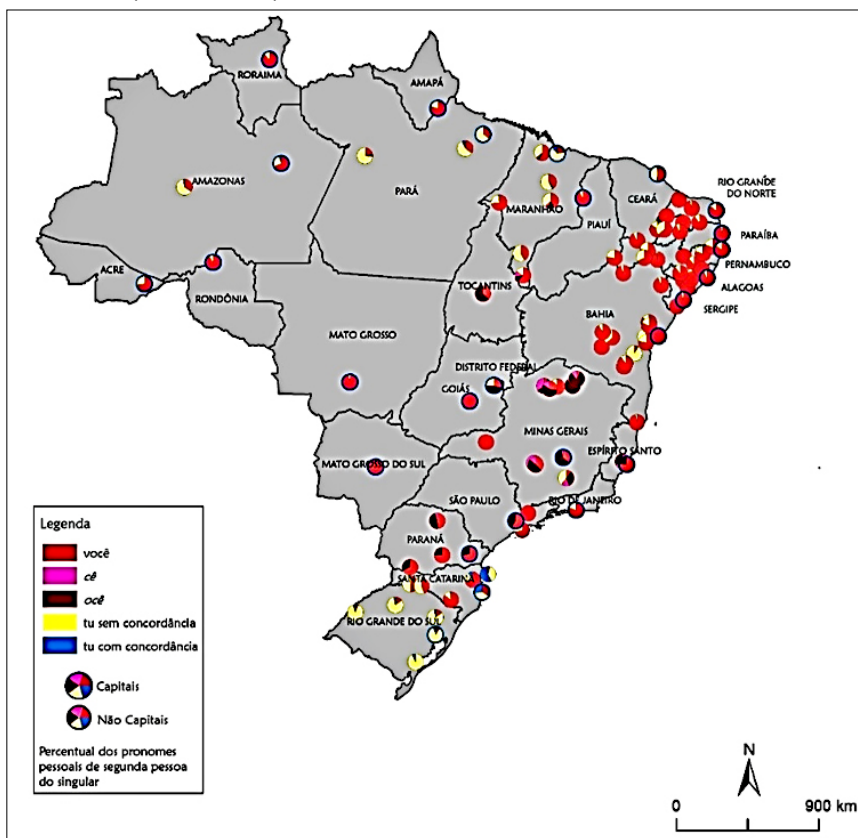 RORAIMA
AMAPÁ
AMAZONAS
PARÁ
MARANHÃO
CEARÁ
RIO GRANDE
DO NORTE
PIAUÍ
PARAÍBA
PERNAMBUCO
ACRE
RONDÔNIA
TOCANTINS
ALAGOAS
SERGIPE
BAHIA
MATO GROSSO
DISTRITO FEDERAL
GOIÁS
MINAS GERAIS
ESPÍRITO SANTO
MATO GROSSO DO SUL
SÃO PAULO
RIO DE JANEIRO
PARANÁ
SANTA CATARINA
RIO GRANDE DO SUL
Legenda
você
cê
ocê
tu sem concordância
tu com concordância
Capitais
Não Capitais
Percentual dos pronomes
pessoais de segunda pessoa
do singular
N
0 900 km